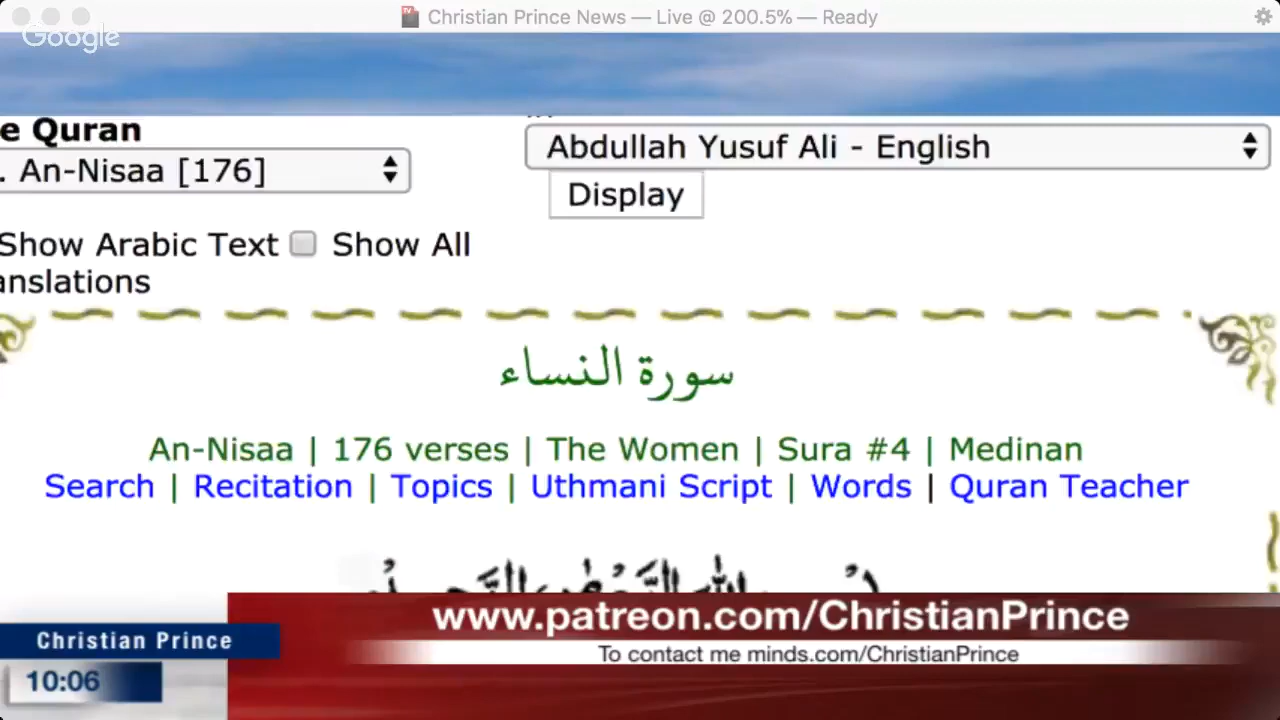 Christian Prince News — Live @ 200.5% — Ready
Google
e Quran
. An-Nisaa [176]
Abdullah Yusuf Ali - English
Display
Show Arabic Text Show All
anslations
سورة النساء
An-Nisaa | 176 verses | The Women | Sura #4 | Medinan
Search | Recitation | Topics | Uthmani Script | Words | Quran Teacher
www.patreon.com/ChristianPrince
To contact me minds.com/ChristianPrince
Christian Prince
10:06